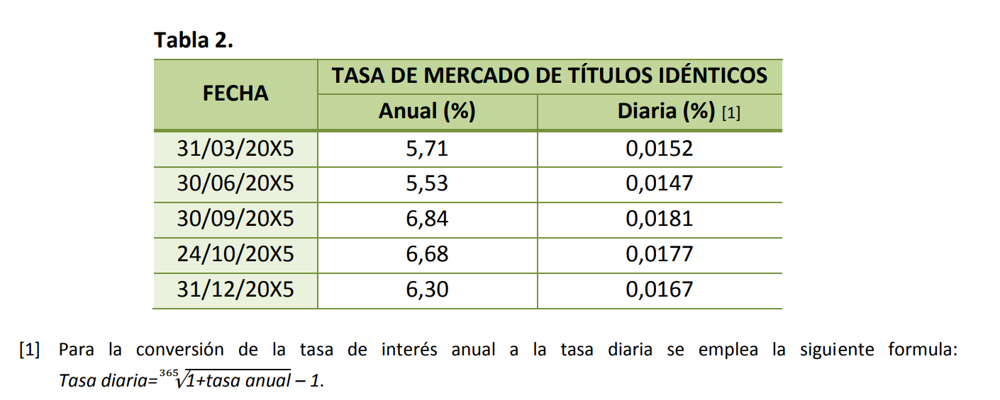 Tabla 2.
FECHA
TASA DE MERCADO DE TÍTULOS IDÉNTICOS
Anual (%) Diaria (%) [1]
31/03/20X5 5,71 0,0152
30/06/20X5 5,53 0,0147
30/09/20X5 6,84 0,0181
24/10/20X5 6,68 0,0177
31/12/20X5 6,30 0,0167
[1] Para la conversión de la tasa de interés anual a la tasa diaria se emplea la siguiente formula:
Tasa diaria= ³⁶⁵√1+tasa anual – 1.